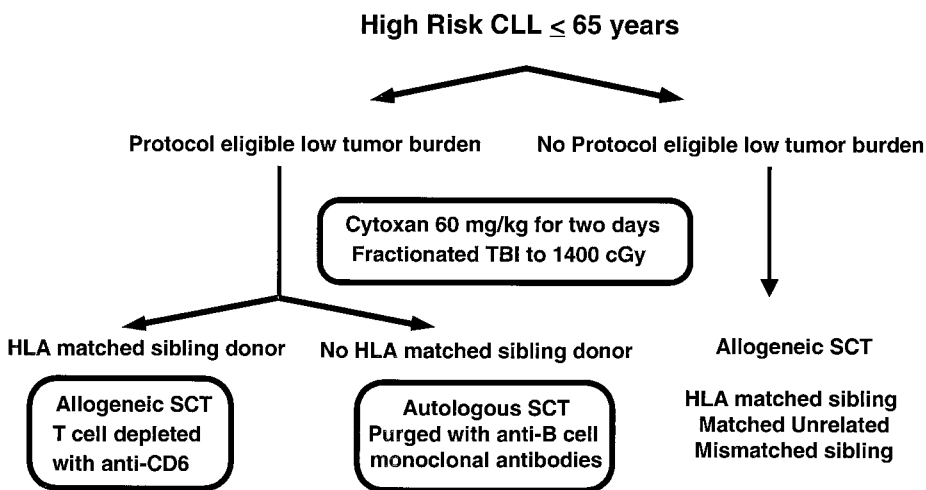 High Risk CLL ≤ 65 years
Protocol eligible low tumor burden
No Protocol eligible low tumor burden
Cytoxan 60 mg/kg for two days
Fractionated TBI to 1400 cGy
HLA matched sibling donor
No HLA matched sibling donor
Allogeneic SCT
T cell depleted
with anti-CD6
Autologous SCT
Purged with anti-B cell
monoclonal antibodies
Allogeneic SCT
HLA matched sibling
Matched Unrelated
Mismatched sibling